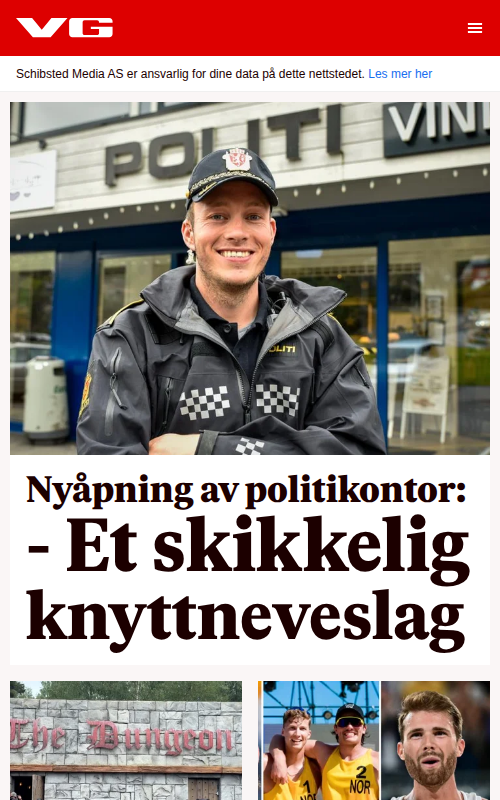 VG
Schibsted Media AS er ansvarlig for dine data på dette nettstedet. Les mer her
POLITI
VIN
POLITI
Nyåpning av politikontor:
- Et skikkelig
knyttneveslag
The Dungeon
2
NOR
NOR